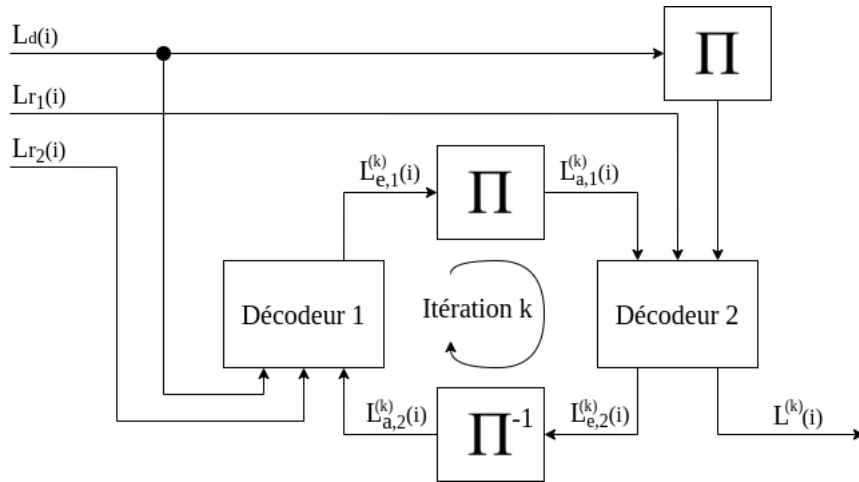 Ld(i)
∏
Lr1(i)
Lr2(i)
L(k)e,1(i)
∏
L(k)a,1(i)
Décodeur 1
Itération k
Décodeur 2
L(k)a,2(i)
∏-1
L(k)e,2(i)
L(k)(i)